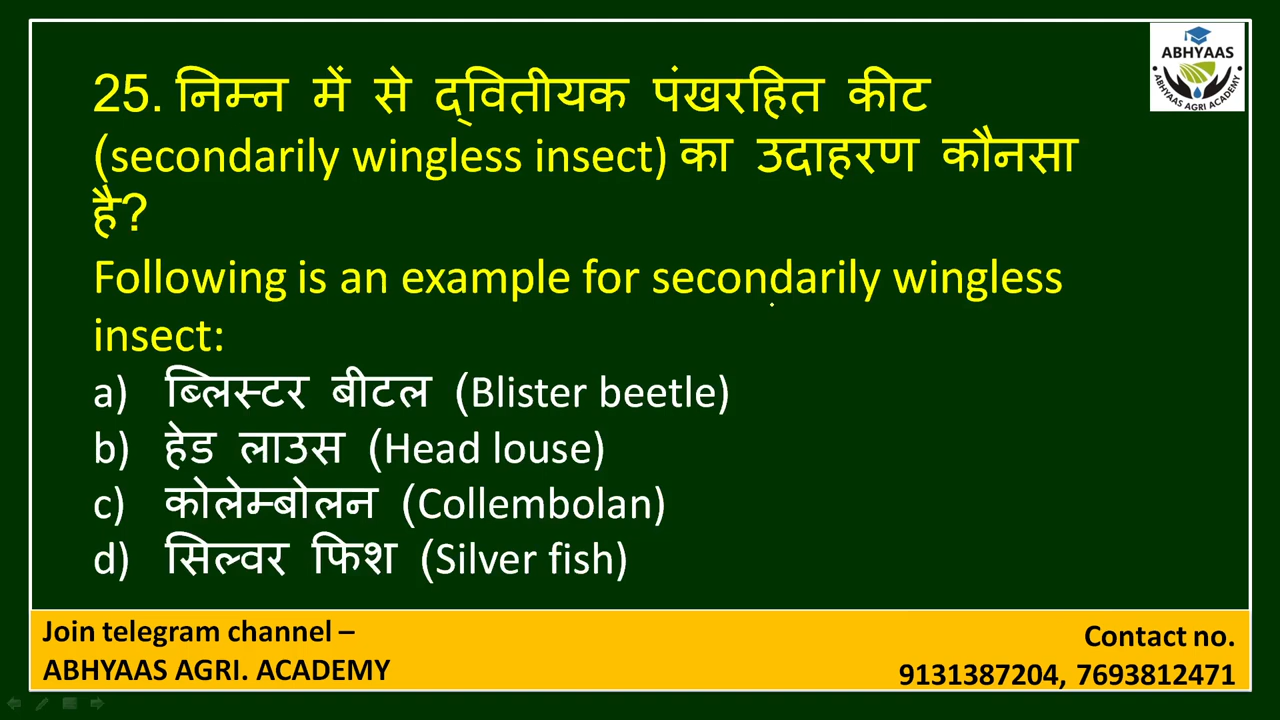 25. निम्न में से द्वितीयक पंखरहित कीट
(secondarily wingless insect) का उदाहरण कौनसा
है?
Following is an example for secondarily wingless
insect:
a) ब्लिस्टर बीटल (Blister beetle)
b) हेड लाउस (Head louse)
c) कोलेम्बोलन (Collembolan)
d) सिल्वर फिश (Silver fish)
ABHYAAS
ABHYAAS AGRI ACADEMY
Join telegram channel –
ABHYAAS AGRI. ACADEMY
Contact no.
9131387204, 7693812471